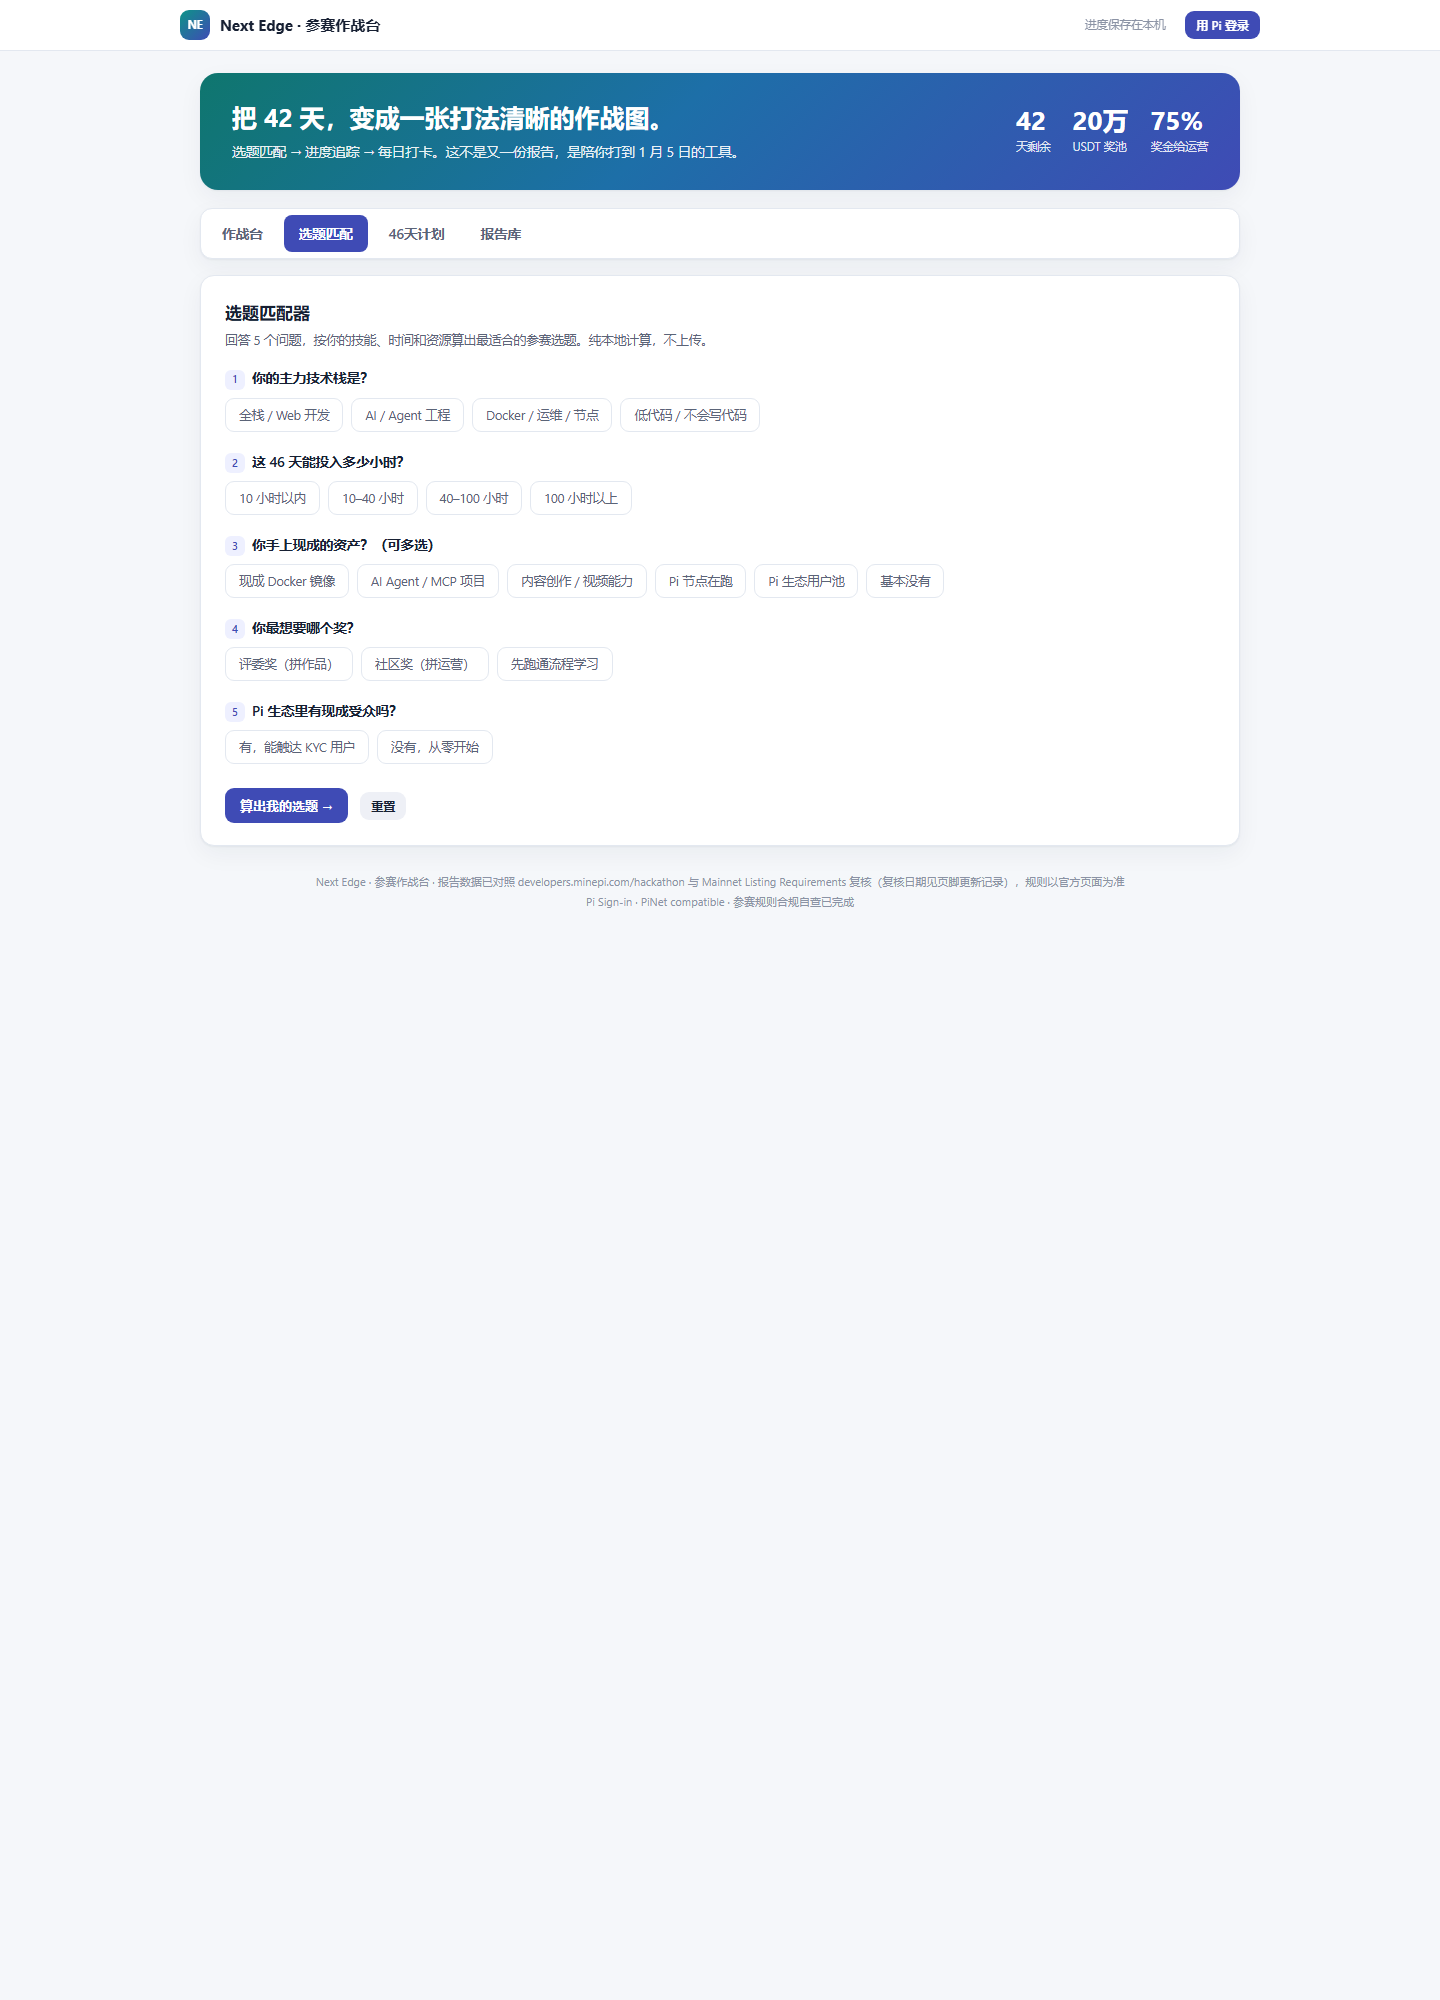 NE Next Edge · 参赛作战台
进度保存在本机
用 Pi 登录
把 42 天，变成一张打法清晰的作战图。
选题匹配 → 进度追踪 → 每日打卡。这不是又一份报告，是陪你打到 1 月 5 日的工具。
42 20万 75%
天剩余 USDT 奖池 奖金给运营
作战台 选题匹配 46天计划 报告库
选题匹配器
回答 5 个问题，按你的技能、时间和资源算出最适合的参赛选题。纯本地计算，不上传。
1 你的主力技术栈是？
全栈 / Web 开发 AI / Agent 工程 Docker / 运维 / 节点 低代码 / 不会写代码
2 这 46 天能投入多少小时？
10 小时以内 10–40 小时 40–100 小时 100 小时以上
3 你手上现成的资产？（可多选）
现成 Docker 镜像 AI Agent / MCP 项目 内容创作 / 视频能力 Pi 节点在跑 Pi 生态用户池 基本没有
4 你最想要哪个奖？
评委奖（拼作品） 社区奖（拼运营） 先跑通流程学习
5 Pi 生态里有现成受众吗？
有，能触达 KYC 用户 没有，从零开始
算出我的选题 → 重置
Next Edge · 参赛作战台 · 报告数据已对照 developers.minepi.com/hackathon 与 Mainnet Listing Requirements 复核（复核日期见页脚更新记录），规则以官方页面为准
Pi Sign-in · PiNet compatible · 参赛规则合规自查已完成